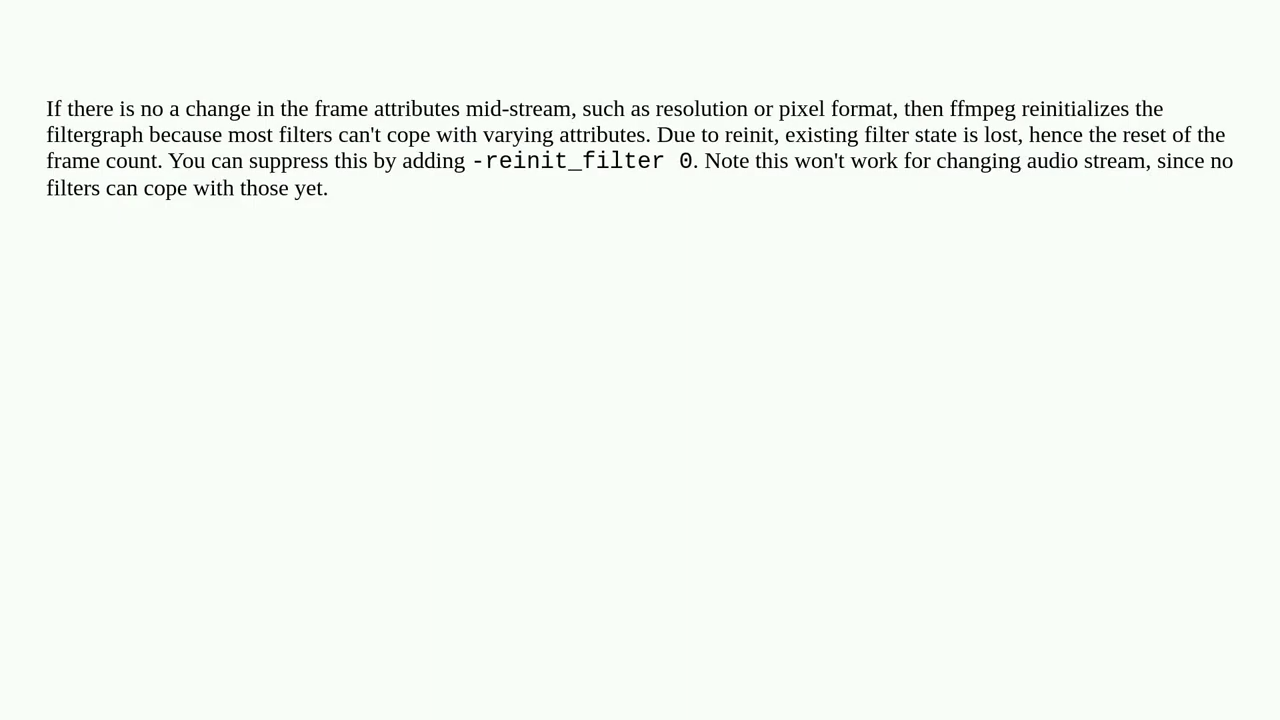 If there is no a change in the frame attributes mid-stream, such as resolution or pixel format, then ffmpeg reinitializes the
filtergraph because most filters can't cope with varying attributes. Due to reinit, existing filter state is lost, hence the reset of the
frame count. You can suppress this by adding -reinit_filter 0. Note this won't work for changing audio stream, since no
filters can cope with those yet.